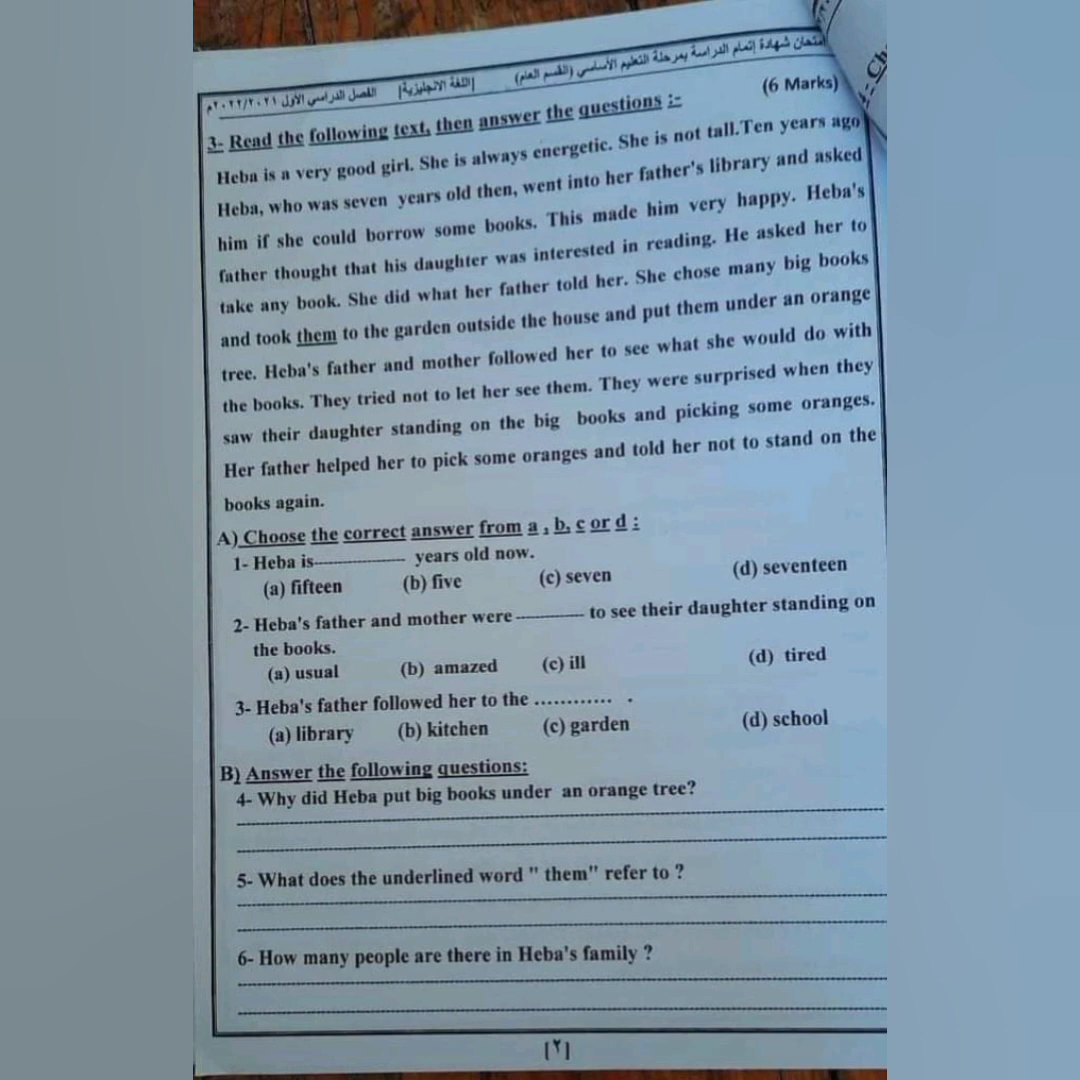 امتحان شهادة إتمام الدراسة بمرحلة التعليم الأساسي (القسم العام) [اللغة الانجليزية] الفصل الدراسي الأول ٢٠٢٢/٢٠٢١م
3- Read the following text, then answer the questions :- (6 Marks)
Heba is a very good girl. She is always energetic. She is not tall.Ten years ago
Heba, who was seven years old then, went into her father's library and asked
him if she could borrow some books. This made him very happy. Heba's
father thought that his daughter was interested in reading. He asked her to
take any book. She did what her father told her. She chose many big books
and took them to the garden outside the house and put them under an orange
tree. Heba's father and mother followed her to see what she would do with
the books. They tried not to let her see them. They were surprised when they
saw their daughter standing on the big books and picking some oranges.
Her father helped her to pick some oranges and told her not to stand on the
books again.
A) Choose the correct answer from a , b, c or d :
1- Heba is---------------- years old now.
(a) fifteen (b) five (c) seven (d) seventeen
2- Heba's father and mother were ------------ to see their daughter standing on
the books.
(a) usual (b) amazed (c) ill (d) tired
3- Heba's father followed her to the ............ .
(a) library (b) kitchen (c) garden (d) school
B) Answer the following questions:
4- Why did Heba put big books under an orange tree?
5- What does the underlined word " them" refer to ?
6- How many people are there in Heba's family ?
[٢]